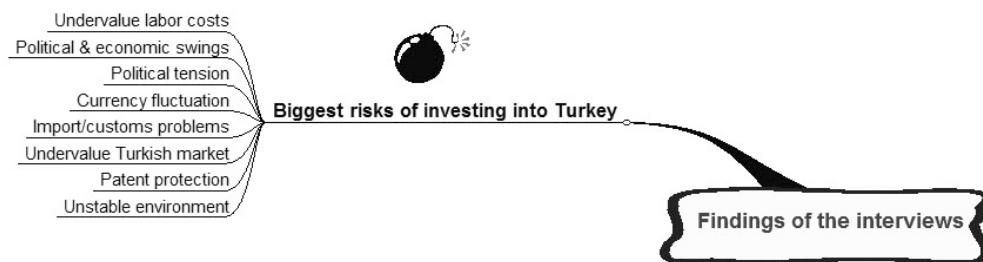 Undervalue labor costs
Political & economic swings
Political tension
Currency fluctuation
Import/customs problems
Undervalue Turkish market
Patent protection
Unstable environment
Biggest risks of investing into Turkey
Findings of the interviews